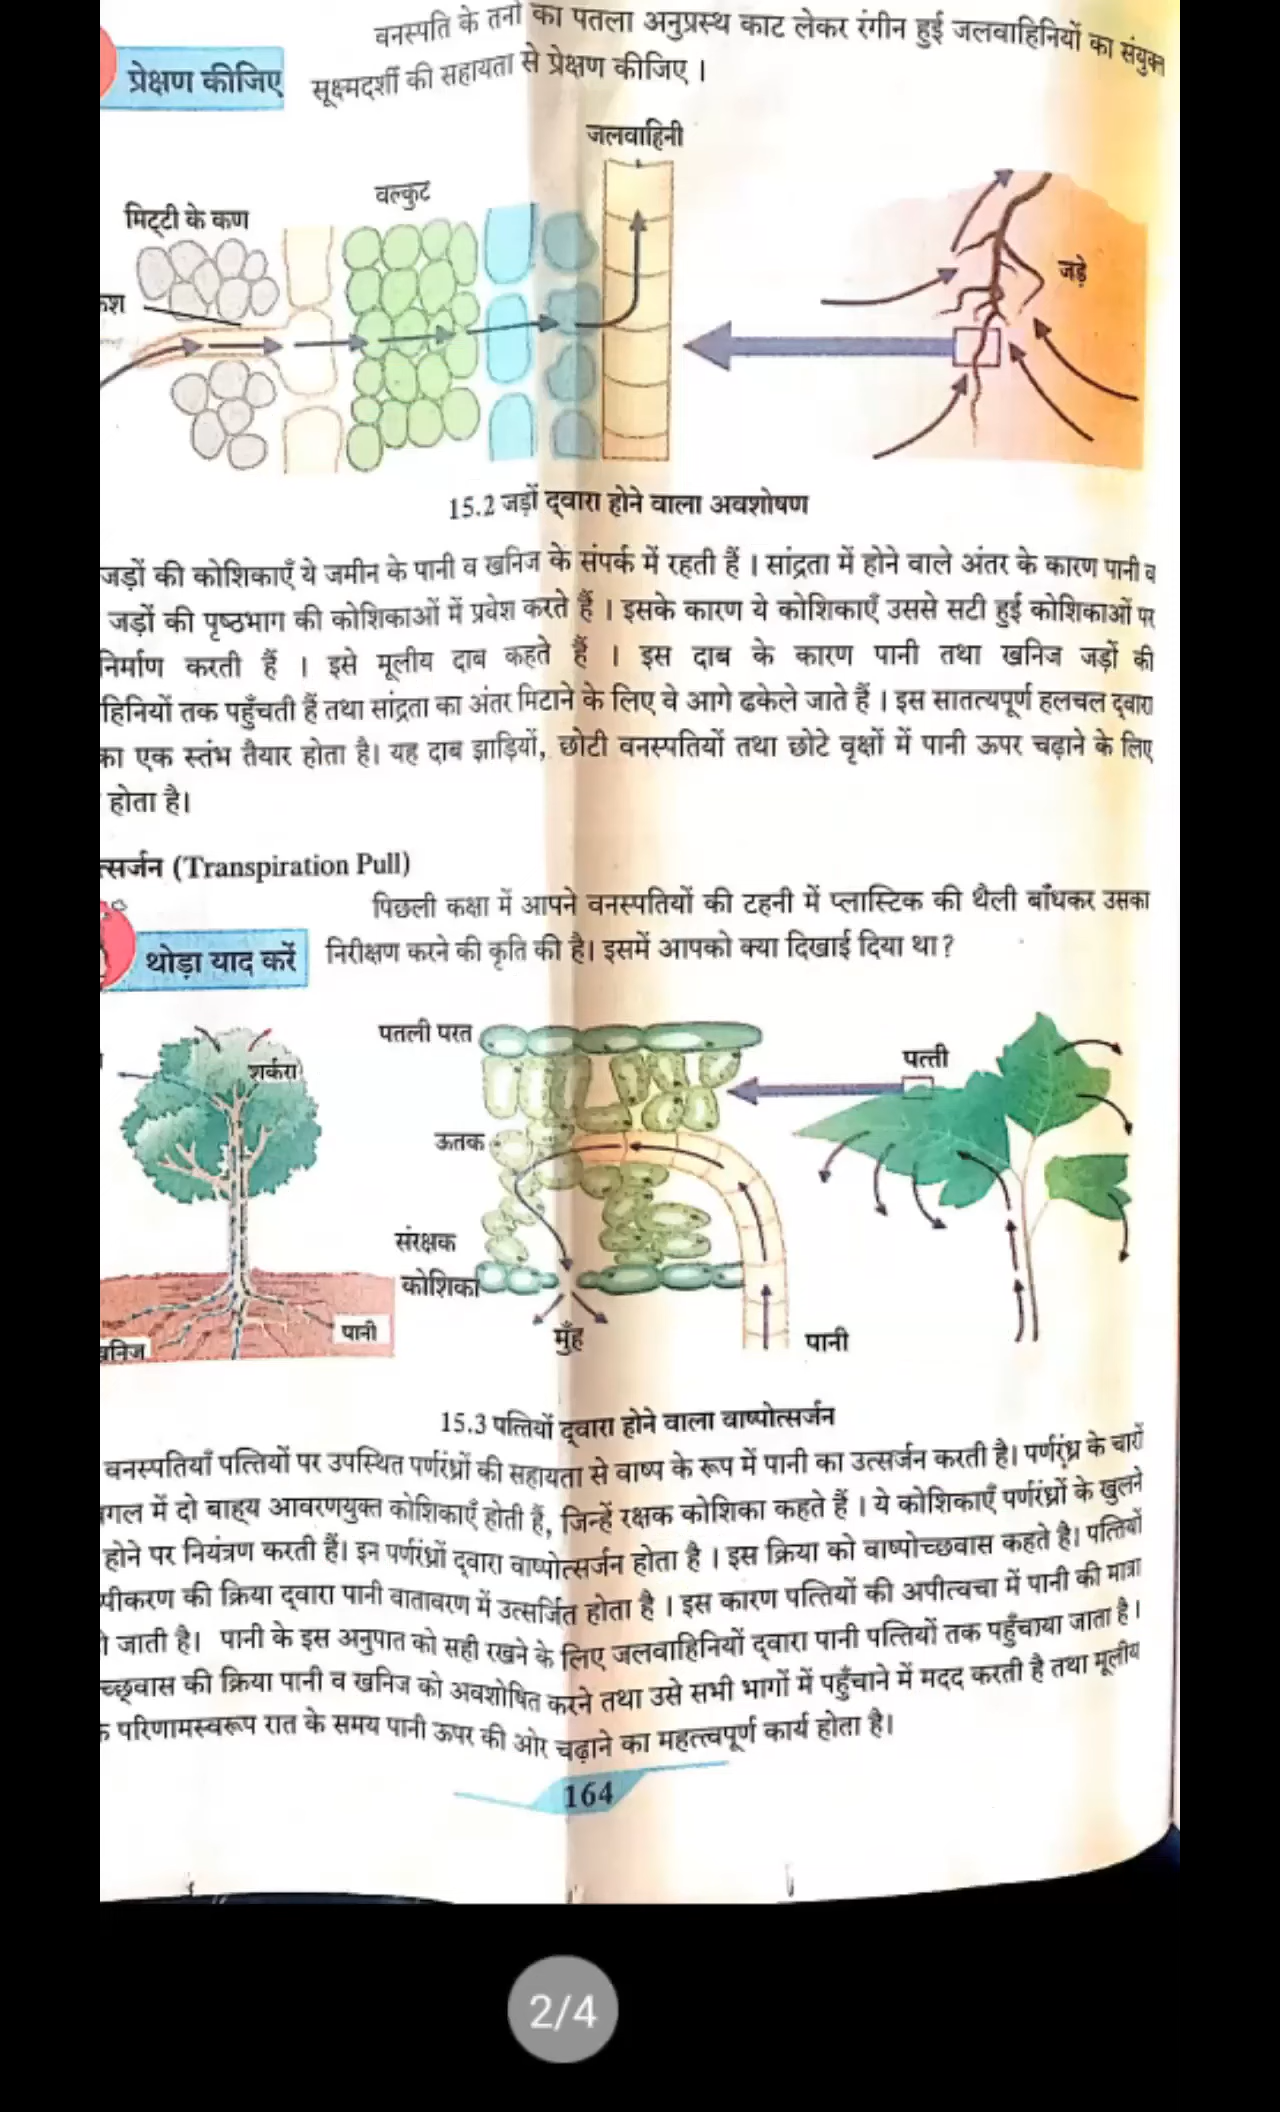 वनस्पति के तनों का पतला अनुप्रस्थ काट लेकर रंगीन हुई जलवाहिनियों का संयुक्त
प्रेक्षण कीजिए
सूक्ष्मदर्शी की सहायता से प्रेक्षण कीजिए ।
जलवाहिनी
वल्कुट
मिट्टी के कण
जड़े
15.2 जड़ों द्वारा होने वाला अवशोषण
जड़ों की कोशिकाएँ ये जमीन के पानी व खनिज के संपर्क में रहती हैं । सांद्रता में होने वाले अंतर के कारण पानी व
जड़ों की पृष्ठभाग की कोशिकाओं में प्रवेश करते हैं । इसके कारण ये कोशिकाएँ उससे सटी हुई कोशिकाओं पर
निर्माण करती हैं । इसे मूलीय दाब कहते हैं । इस दाब के कारण पानी तथा खनिज जड़ों की
हिनियों तक पहुँचती हैं तथा सांद्रता का अंतर मिटाने के लिए वे आगे ढकेले जाते हैं । इस सातत्यपूर्ण हलचल द्वारा
का एक स्तंभ तैयार होता है। यह दाब झाड़ियों, छोटी वनस्पतियों तथा छोटे वृक्षों में पानी ऊपर चढ़ाने के लिए
होता है।
त्सर्जन (Transpiration Pull)
पिछली कक्षा में आपने वनस्पतियों की टहनी में प्लास्टिक की थैली बाँधकर उसका
थोड़ा याद करें
निरीक्षण करने की कृति की है। इसमें आपको क्या दिखाई दिया था?
पतली परत
पत्ती
शर्करा
ऊतक
संरक्षक
कोशिका
पानी
मुँह
पानी
खनिज
15.3 पत्तियों द्वारा होने वाला वाष्पोत्सर्जन
वनस्पतियाँ पत्तियों पर उपस्थित पर्णरंध्रों की सहायता से वाष्प के रूप में पानी का उत्सर्जन करती है। पर्णरंध्र के चारों
गल में दो बाह्य आवरणयुक्त कोशिकाएँ होती हैं, जिन्हें रक्षक कोशिका कहते हैं । ये कोशिकाएँ पर्णरंध्रों के खुलने
होने पर नियंत्रण करती हैं। इन पर्णरंध्रों द्वारा वाष्पोत्सर्जन होता है । इस क्रिया को वाष्पोच्छवास कहते है। पत्तियों
पीकरण की क्रिया द्वारा पानी वातावरण में उत्सर्जित होता है । इस कारण पत्तियों की अपीत्वचा में पानी की मात्रा
जाती है। पानी के इस अनुपात को सही रखने के लिए जलवाहिनियों द्वारा पानी पत्तियों तक पहुँचाया जाता है।
च्छ्वास की क्रिया पानी व खनिज को अवशोषित करने तथा उसे सभी भागों में पहुँचाने में मदद करती है तथा मूलीय
परिणामस्वरूप रात के समय पानी ऊपर की ओर चढ़ाने का महत्त्वपूर्ण कार्य होता है।
164
2/4